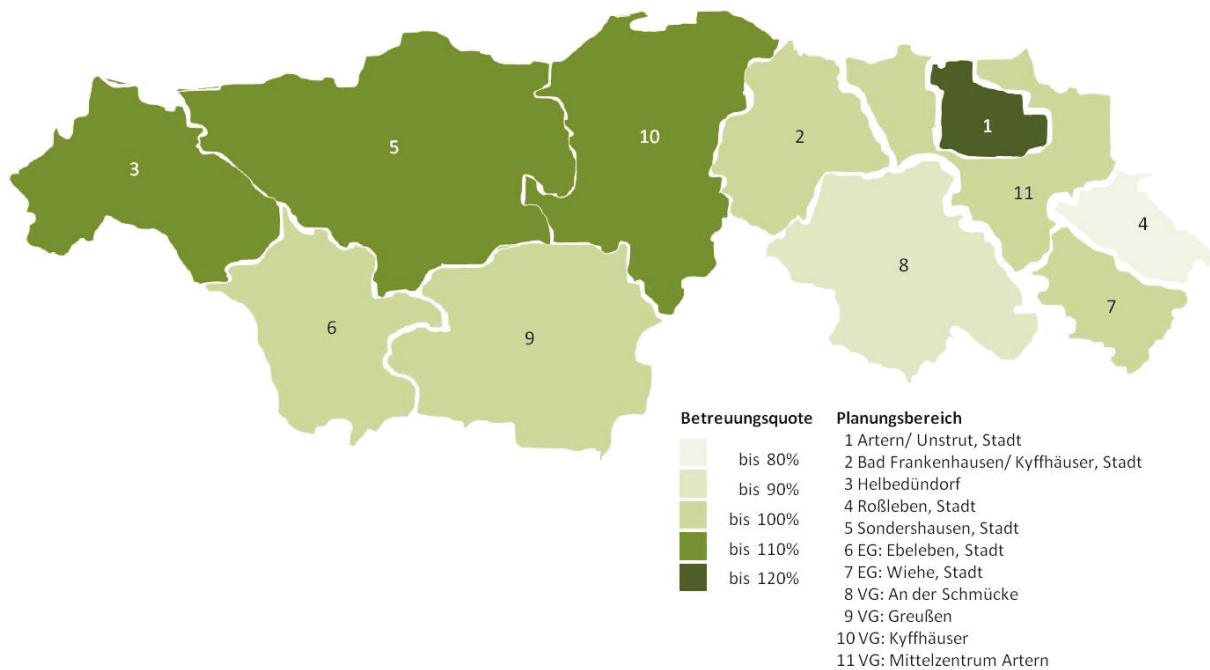 1
2
3
4
5
6
7
8
9
10
11
Betreuungsquote
bis 80%
bis 90%
bis 100%
bis 110%
bis 120%
Planungsbereich
1 Artern/ Unstrut, Stadt
2 Bad Frankenhausen/ Kyffhäuser, Stadt
3 Helbedündorf
4 Roßleben, Stadt
5 Sondershausen, Stadt
6 EG: Ebeleben, Stadt
7 EG: Wiehe, Stadt
8 VG: An der Schmücke
9 VG: Greußen
10 VG: Kyffhäuser
11 VG: Mittelzentrum Artern